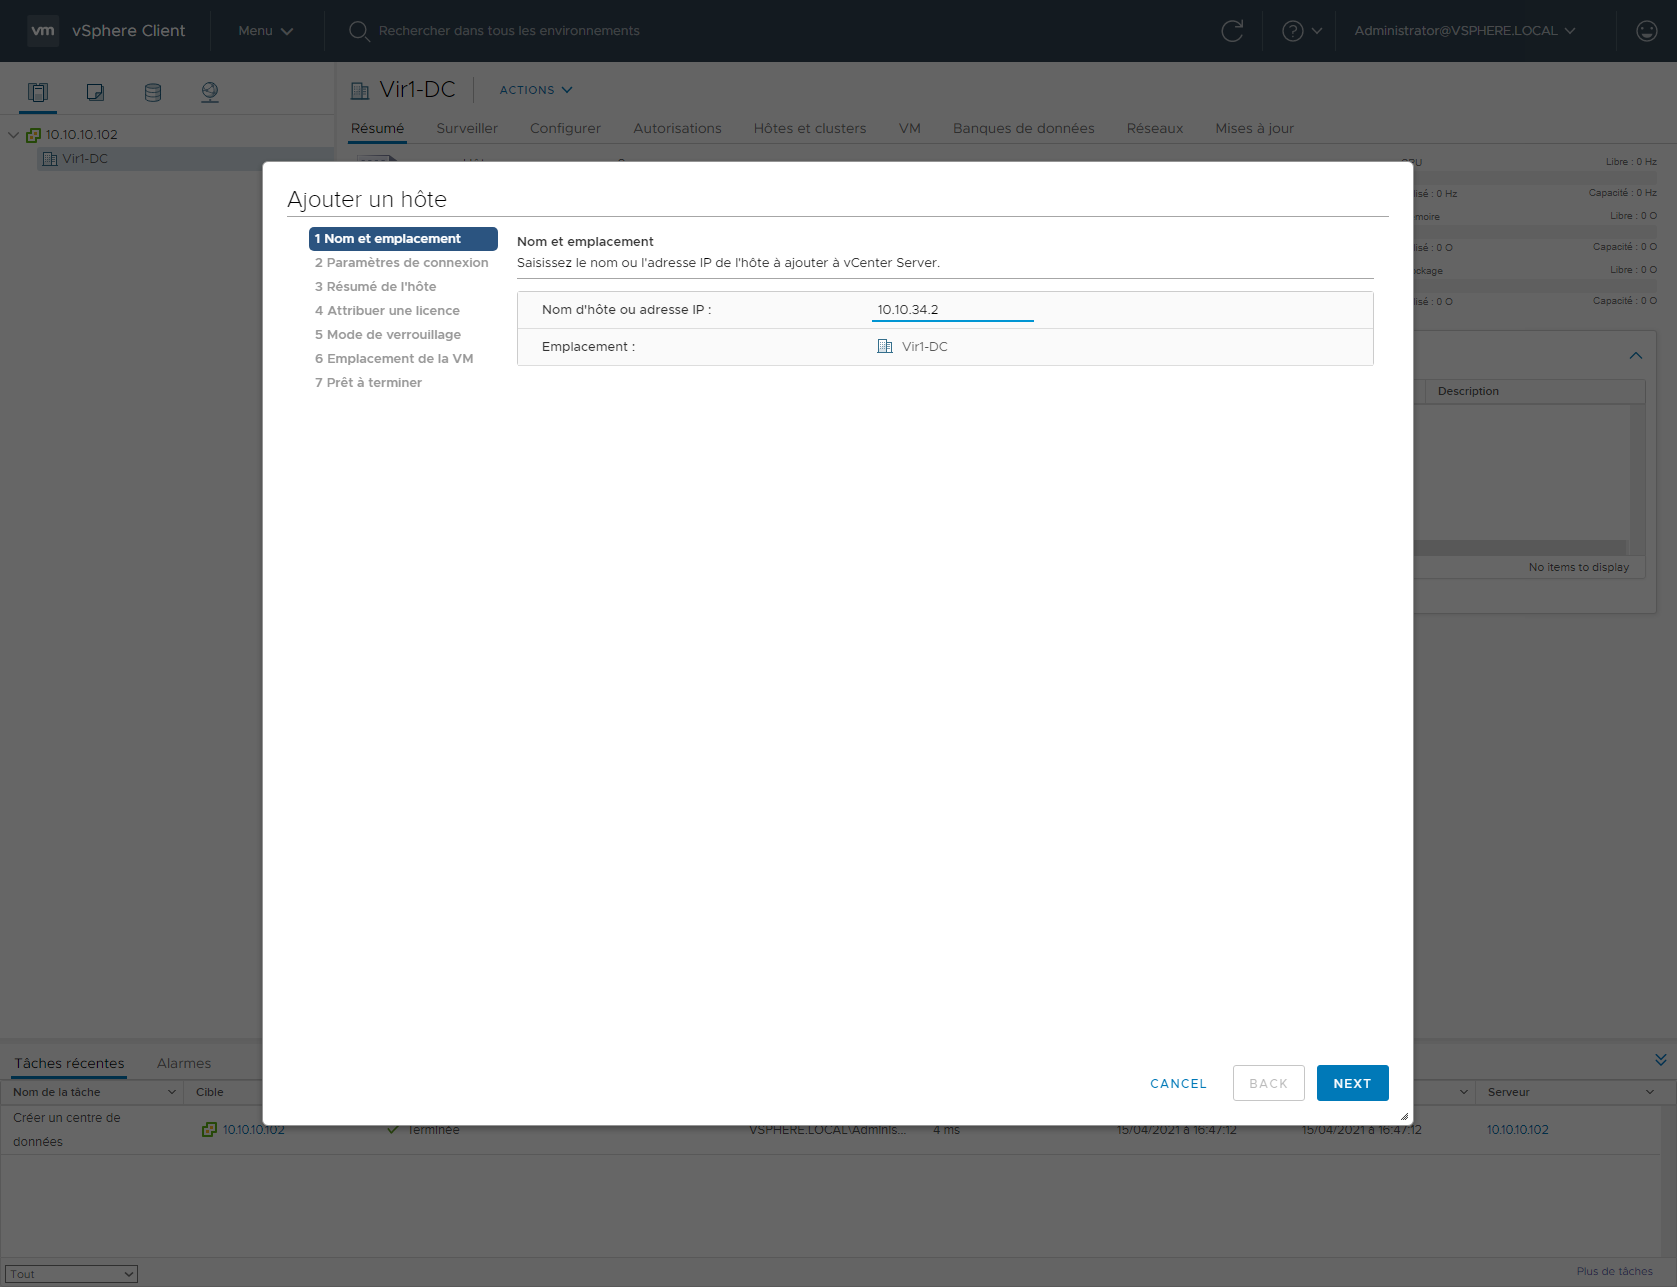 vm vSphere Client Menu Rechercher dans tous les environnements Administrator@VSPHERE.LOCAL
Vir1-DC ACTIONS
Résumé Surveiller Configurer Autorisations Hôtes et clusters VM Banques de données Réseaux Mises à jour
10.10.10.102
Vir1-DC
Libre : 0 Hz
Capacité : 0 Hz
Libre : 0 O
Capacité : 0 O
Libre : 0 O
Capacité : 0 O
Description
No items to display
Ajouter un hôte
1 Nom et emplacement
2 Paramètres de connexion
3 Résumé de l'hôte
4 Attribuer une licence
5 Mode de verrouillage
6 Emplacement de la VM
7 Prêt à terminer
Nom et emplacement
Saisissez le nom ou l'adresse IP de l'hôte à ajouter à vCenter Server.
Nom d'hôte ou adresse IP : 10.10.34.2
Emplacement : Vir1-DC
CANCEL BACK NEXT
Tâches récentes Alarmes
Nom de la tâche Cible Serveur
Créer un centre de
données
10.10.10.102 Terminée VSPHERE.LOCAL\Adminis... 4 ms 15/04/2021 à 16:47:12 15/04/2021 à 16:47:12 10.10.10.102
Tout Plus de tâches